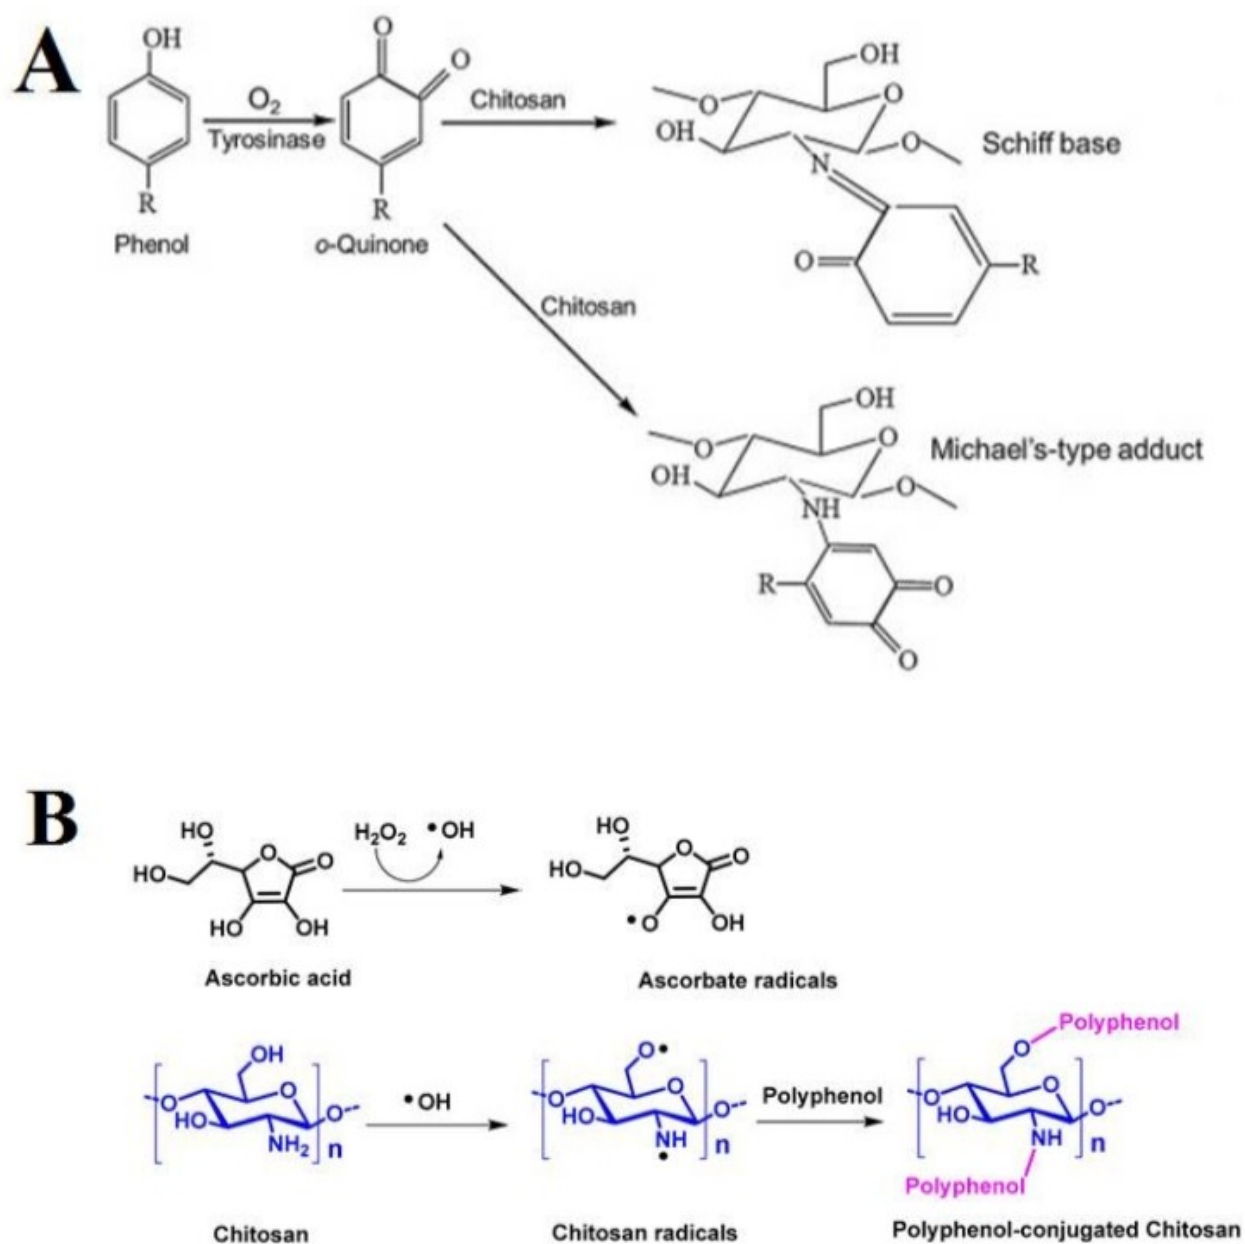 A
OH
R
Phenol
O₂
Tyrosinase
O
O
R
o-Quinone
Chitosan
OH
O
O
OH
O
N
O
R
Schiff base
Chitosan
OH
O
O
OH
O
NH
R
O
O
Michael's-type adduct
B
HO
HO
O
O
HO
OH
Ascorbic acid
H₂O₂ •OH
HO
HO
O
O
•O
OH
Ascorbate radicals
OH
O
O
HO
O
NH₂
n
Chitosan
•OH
O•
O
O
HO
O
NH
•
n
Chitosan radicals
Polyphenol
Polyphenol
O
O
O
HO
O
NH
n
Polyphenol
Polyphenol-conjugated Chitosan